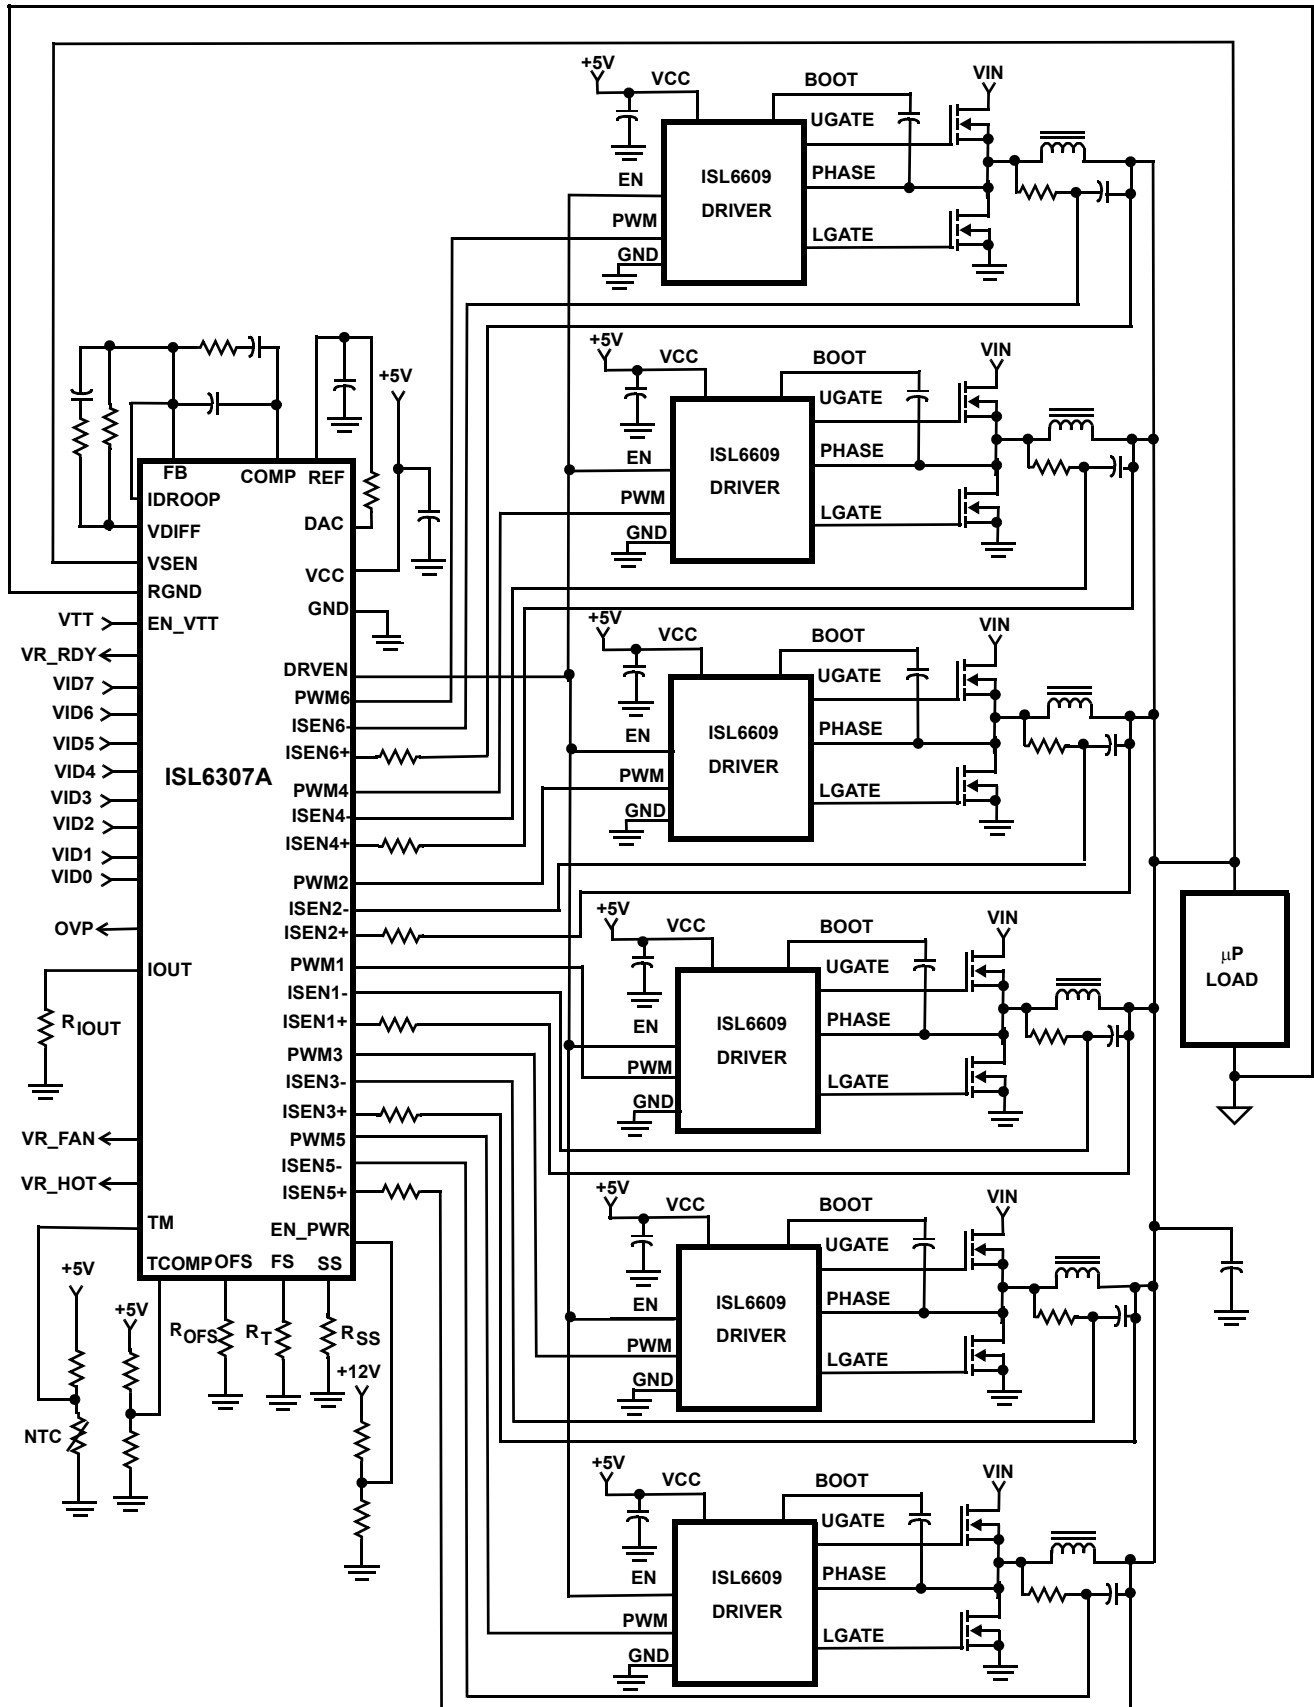 +5V
VCC
BOOT
VIN
UGATE
ISL6609
DRIVER
EN
PHASE
PWM
LGATE
GND
+5V
VCC
BOOT
VIN
UGATE
ISL6609
DRIVER
EN
PHASE
PWM
LGATE
GND
+5V
VCC
BOOT
VIN
UGATE
ISL6609
DRIVER
EN
PHASE
PWM
LGATE
GND
+5V
VCC
BOOT
VIN
UGATE
ISL6609
DRIVER
EN
PHASE
PWM
LGATE
GND
+5V
VCC
BOOT
VIN
UGATE
ISL6609
DRIVER
EN
PHASE
PWM
LGATE
GND
+5V
VCC
BOOT
VIN
UGATE
ISL6609
DRIVER
EN
PHASE
PWM
LGATE
GND
+5V
FB
COMP
REF
IDROOP
VDIFF
VSEN
RGND
EN_VTT
VTT
VR_RDY
VID7
VID6
VID5
VID4
VID3
VID2
VID1
VID0
OVP
IOUT
RIOUT
VR_FAN
VR_HOT
TM
ISL6307A
DAC
VCC
GND
DRVEN
PWM6
ISEN6-
ISEN6+
PWM4
ISEN4-
ISEN4+
PWM2
ISEN2-
ISEN2+
PWM1
ISEN1-
ISEN1+
PWM3
ISEN3-
ISEN3+
PWM5
ISEN5-
ISEN5+
EN_PWR
TCOMP
OFS
FS
SS
+5V
+5V
ROFS
RT
RSS
+12V
NTC
μP
LOAD